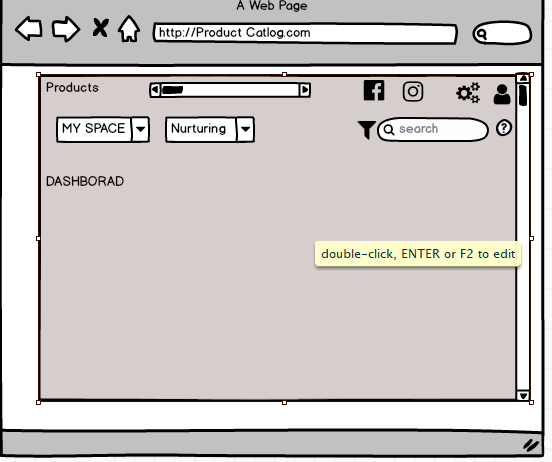 A Web Page
http://Product Catlog.com
Products
MY SPACE
Nurturing
search
?
DASHBORAD
double-click, ENTER or F2 to edit